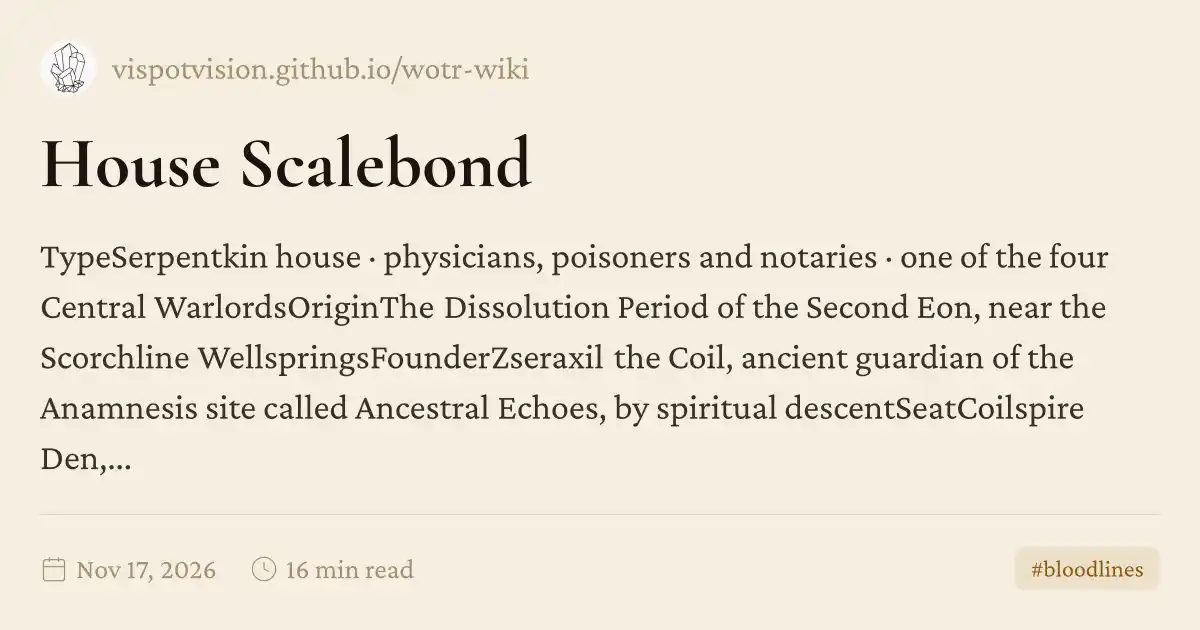 vispotvision.github.io/wotr-wiki
House Scalebond
TypeSerpentkin house · physicians, poisoners and notaries · one of the four
Central WarlordsOriginThe Dissolution Period of the Second Eon, near the
Scorchline WellspringsFounderZseraxil the Coil, ancient guardian of the
Anamnesis site called Ancestral Echoes, by spiritual descentSeatCoilspire
Den,...
Nov 17, 2026
16 min read
#bloodlines